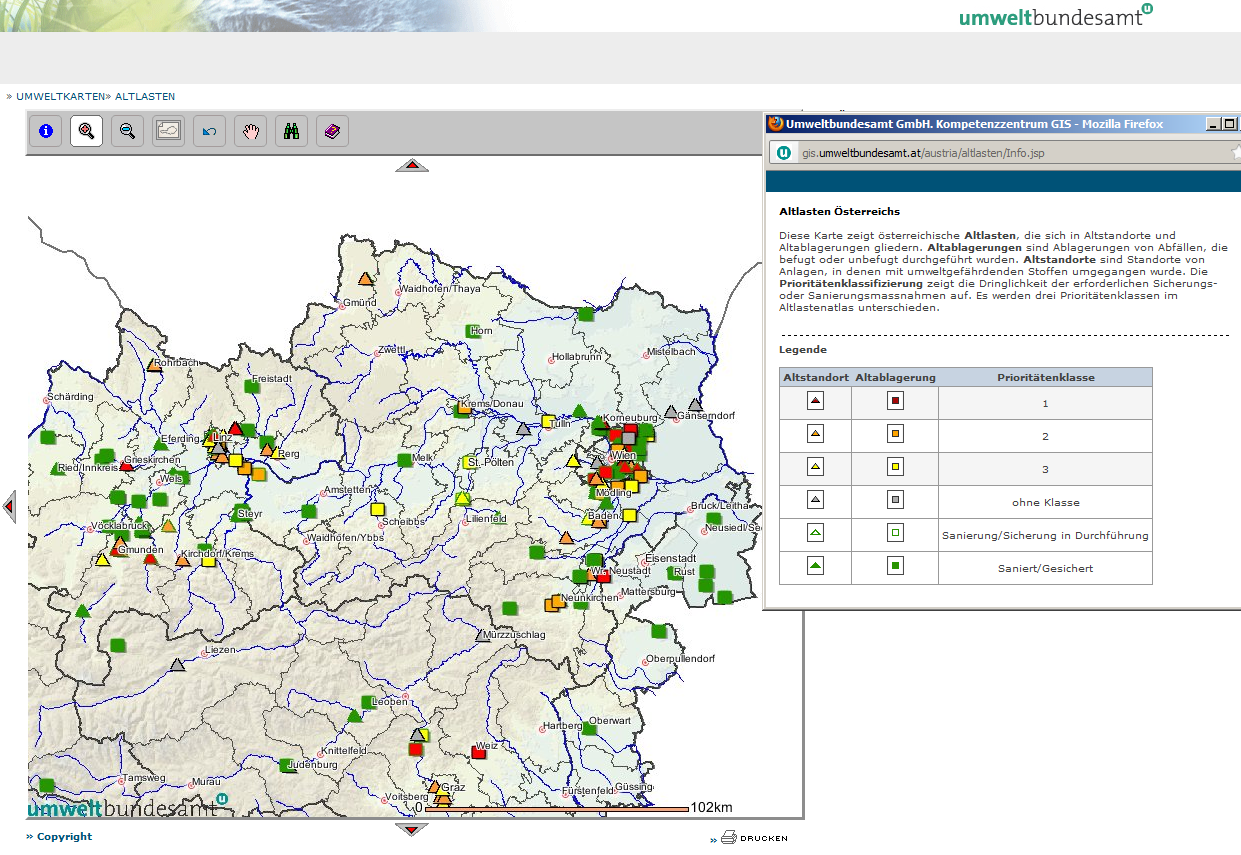 umweltbundesamt u
» UMWELTKARTEN» ALTLASTEN
Umweltbundesamt GmbH. Kompetenzzentrum GIS - Mozilla Firefox
gis.umweltbundesamt.at/austria/altlasten/Info.jsp
Altlasten Österreichs
Diese Karte zeigt österreichische Altlasten, die sich in Altstandorte und
Altablagerungen gliedern. Altablagerungen sind Ablagerungen von Abfällen, die
befugt oder unbefugt durchgeführt wurden. Altstandorte sind Standorte von
Anlagen, in denen mit umweltgefährdenden Stoffen umgegangen wurde. Die
Prioritätenklassifizierung zeigt die Dringlichkeit der erforderlichen Sicherungs-
oder Sanierungsmassnahmen auf. Es werden drei Prioritätenklassen im
Altlastenatlas unterschieden.
Legende
Altstandort Altablagerung Prioritätenklasse
1
2
3
ohne Klasse
Sanierung/Sicherung in Durchführung
Saniert/Gesichert
Waidhofen/Thaya
Gmünd
Horn
Zwettl
Hollabrunn
Mistelbach
Rohrbach
Freistadt
Schärding
Krems/Donau
Korneuburg
Gänserndorf
Tulln
Eferding
Linz
Perg
Wien
Grieskirchen
Ried/Innkreis
Melk
St.-Pölten
Wels
Amstetten
Mödling
Bruck/Leitha
Steyr
Scheibbs
Lilienfeld
Baden
Vöcklabruck
Neusiedl/See
Waidhofen/Ybbs
Gmunden
Kirchdorf/Krems
Eisenstadt
Wr.Neustadt
Rust
Mattersburg
Neunkirchen
Mürzzuschlag
Liezen
Oberpullendorf
Leoben
Hartberg
Oberwart
Weiz
Knittelfeld
Judenburg
Tamsweg
Murau
Voitsberg
Graz
Fürstenfeld
Güssing
umweltbundesamt u
0 102km
» Copyright
» DRUCKEN